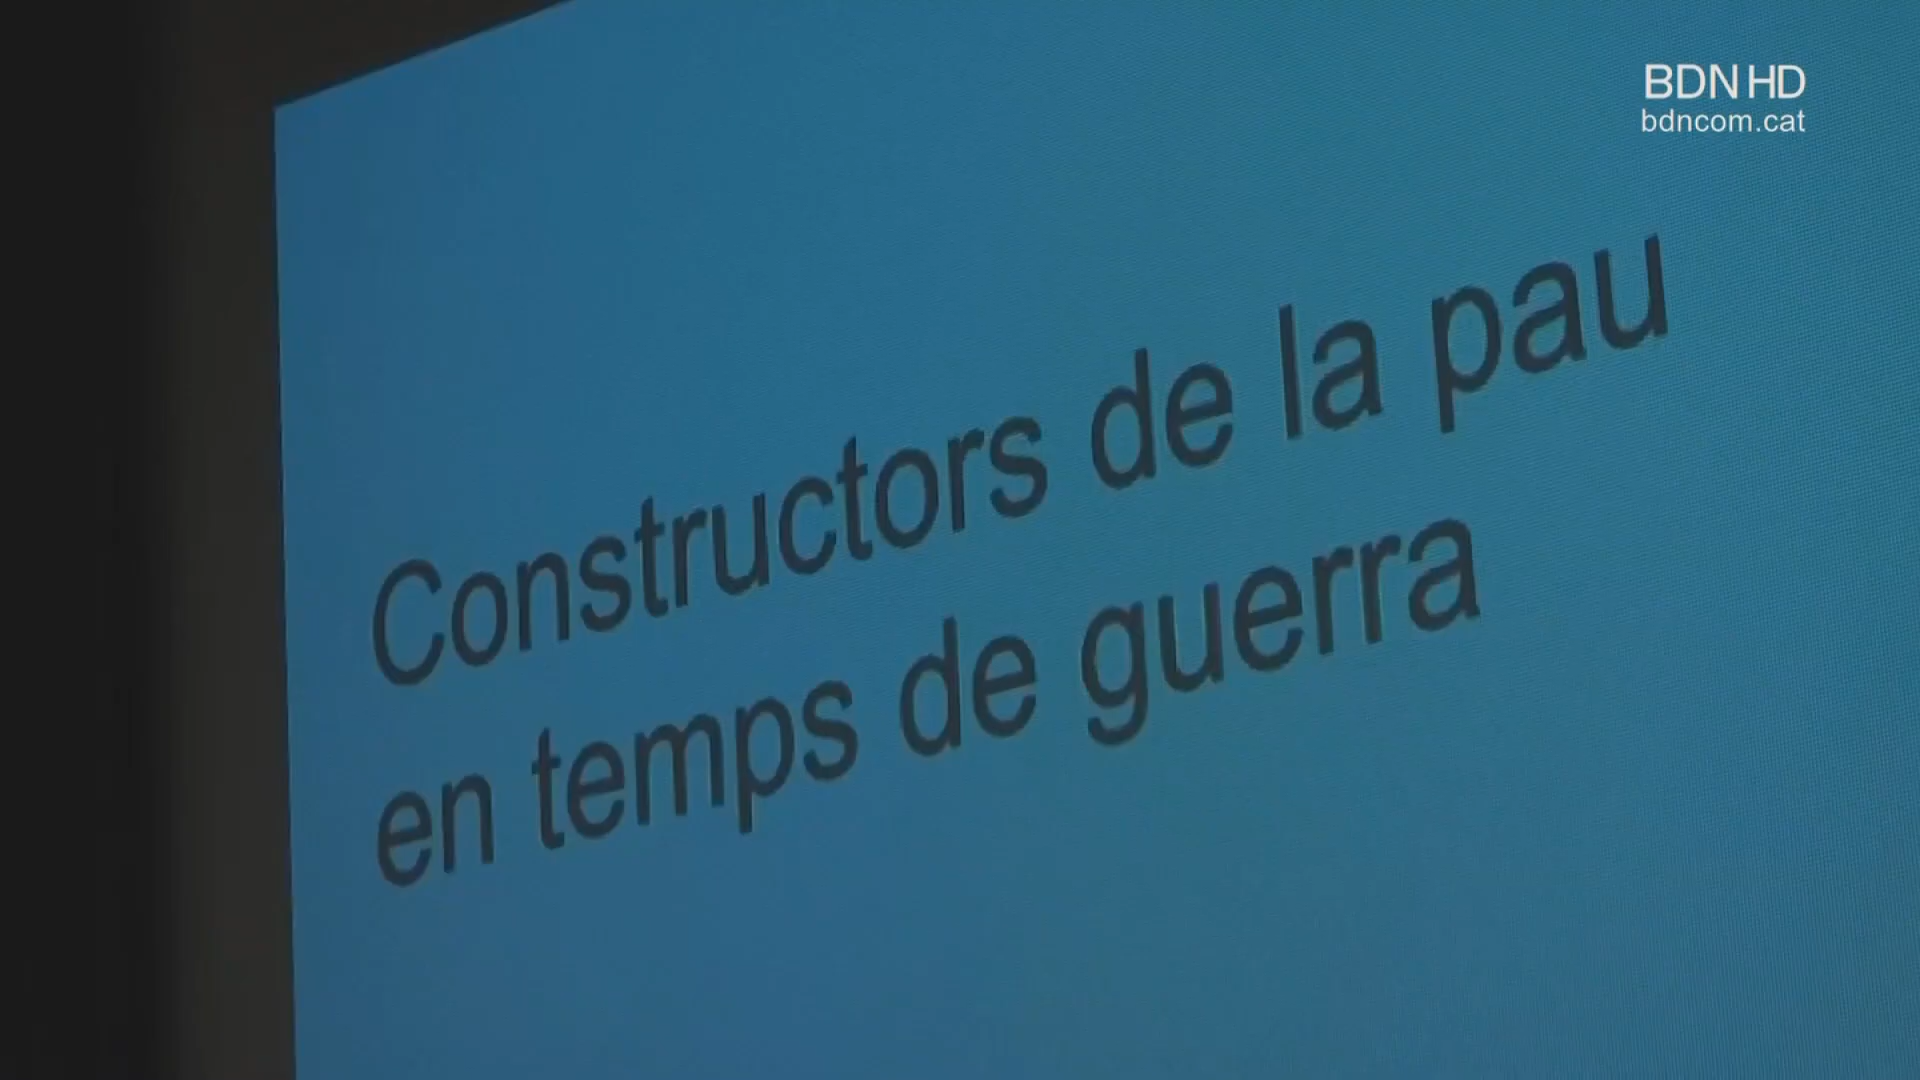 BDN HD
bdncom.cat
Constructors de la pau
en temps de guerra